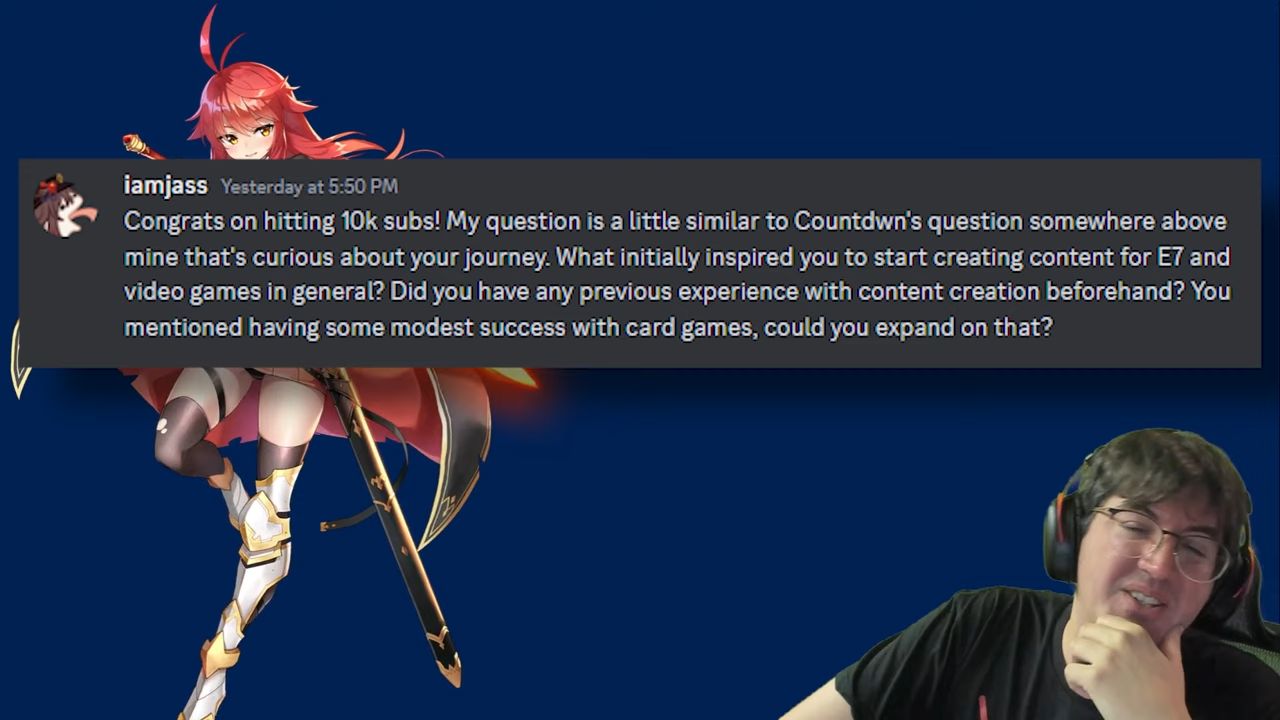 iamjass Yesterday at 5:50 PM
Congrats on hitting 10k subs! My question is a little similar to Countdwn's question somewhere above
mine that's curious about your journey. What initially inspired you to start creating content for E7 and
video games in general? Did you have any previous experience with content creation beforehand? You
mentioned having some modest success with card games, could you expand on that?